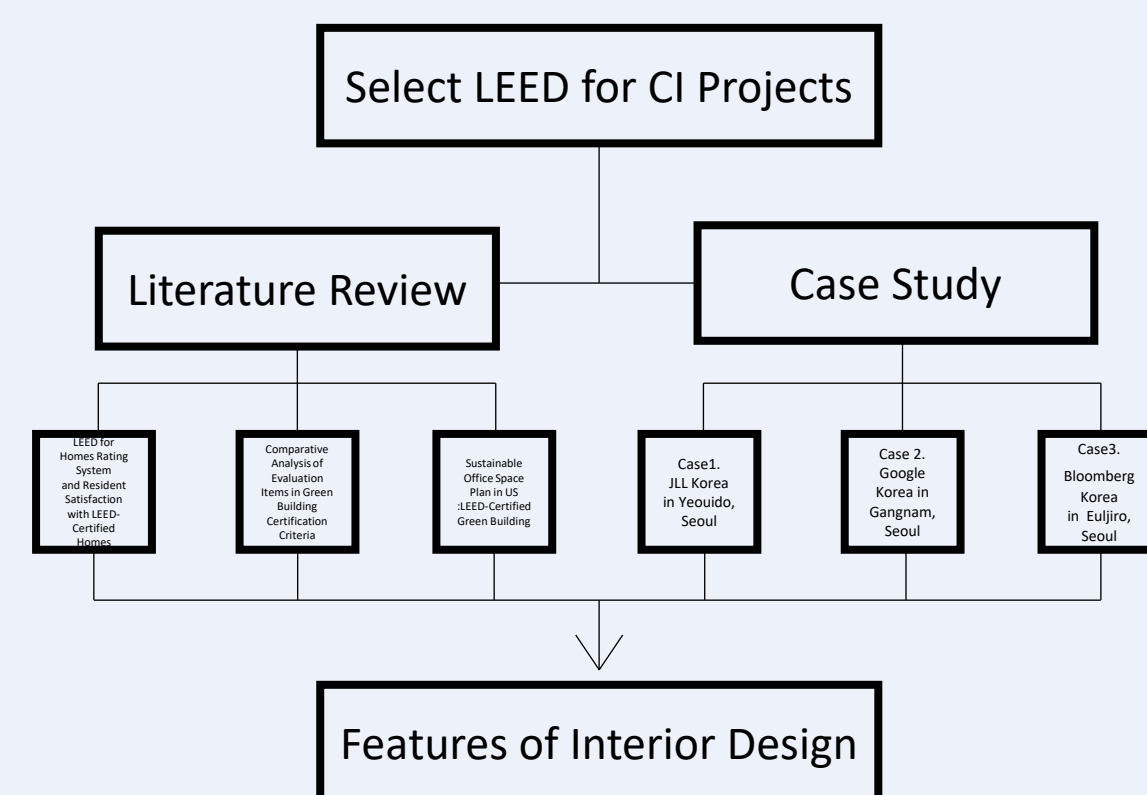 Select LEED for CI Projects
Literature Review
Case Study
LEED for
Homes Rating
System
and Resident
Satisfaction
with LEED-
Certified
Homes
Comparative
Analysis of
Evaluation
Items in Green
Building
Certification
Criteria
Sustainable
Office Space
Plan in US
:LEED-Certified
Green Building
Case1.
JLL Korea
in Yeouido,
Seoul
Case 2.
Google
Korea in
Gangnam,
Seoul
Case3.
Bloomberg
Korea
in Euljiro,
Seoul
Features of Interior Design